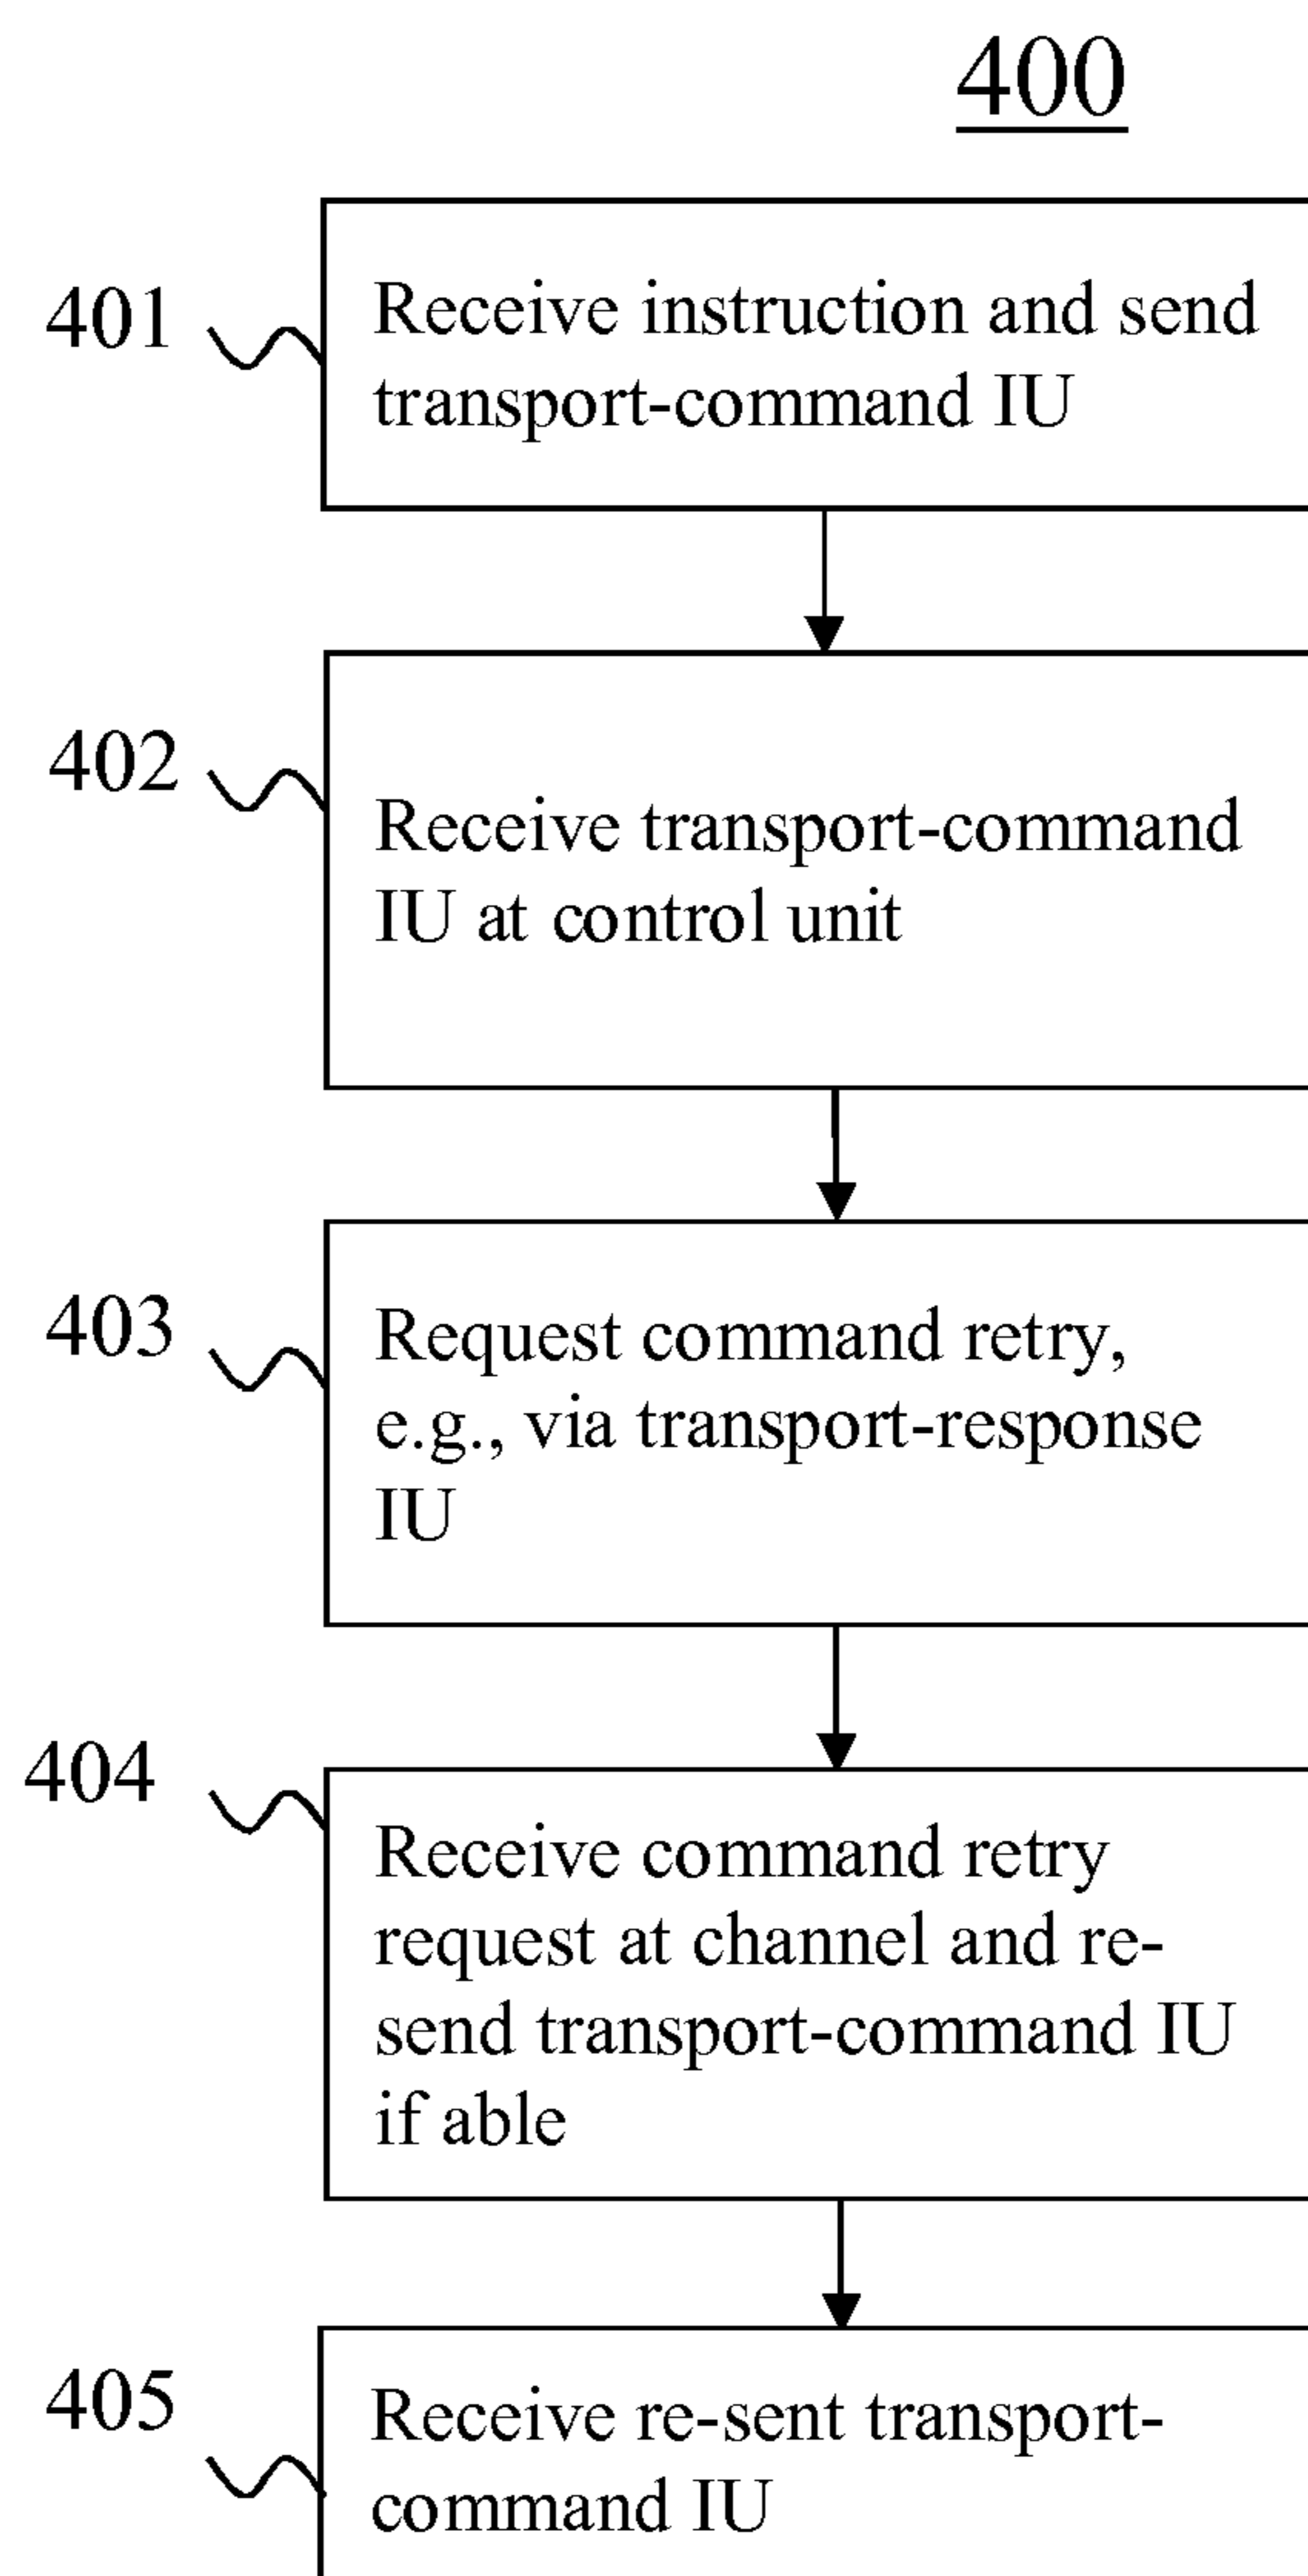 400
401
Receive instruction and send
transport-command IU
402
Receive transport-command
IU at control unit
403
Request command retry,
e.g., via transport-response
IU
404
Receive command retry
request at channel and re-
send transport-command IU
if able
405
Receive re-sent transport-
command IU